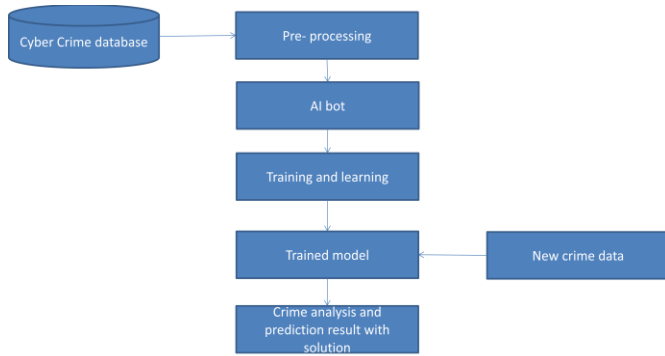 Cyber Crime database
Pre- processing
AI bot
Training and learning
Trained model
New crime data
Crime analysis and
prediction result with
solution